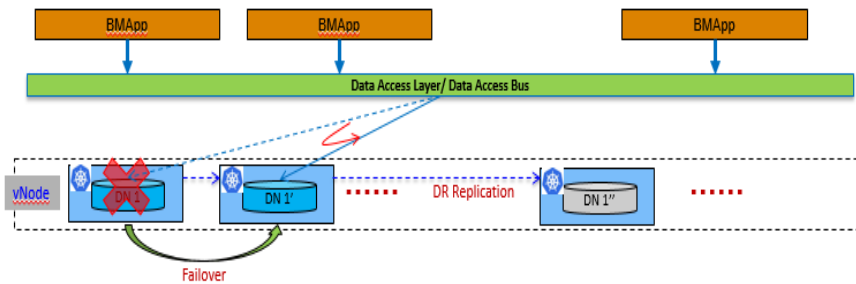 BMApp
BMApp
BMApp
Data Access Layer/ Data Access Bus
vNode
DN 1
DN 1'
......
DR Replication
DN 1''
......
Failover